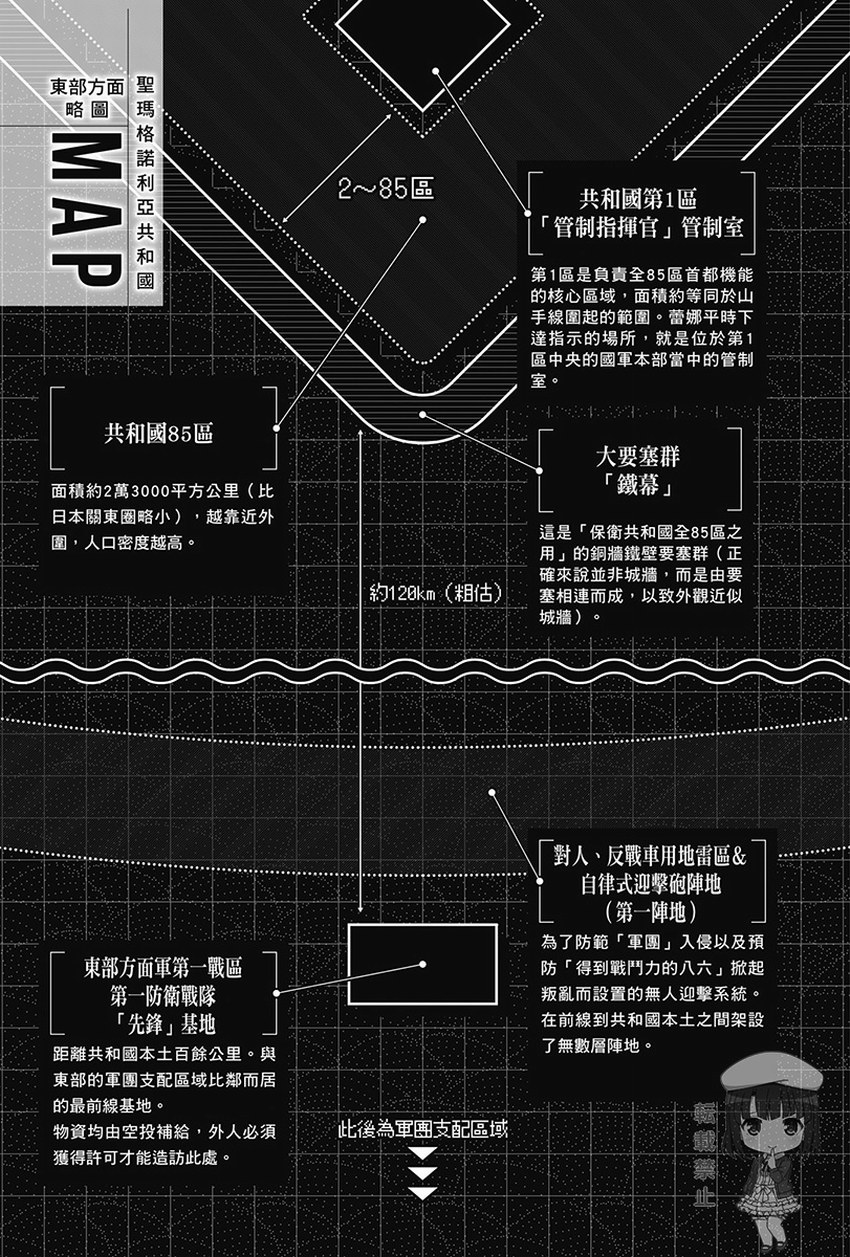 聖瑪格諾利亞共和國
東部方面
略圖
MAP
2～85區
共和國第1區
「管制指揮官」管制室
第1區是負責全85區首都機能
的核心區域，面積約等同於山
手線圍起的範圍。蕾娜平時下
達指示的場所，就是位於第1
區中央的國軍本部當中的管制
室。
共和國85區
面積約2萬3000平方公里（比
日本關東圈略小），越靠近外
圍，人口密度越高。
大要塞群
「鐵幕」
這是「保衛共和國全85區之
用」的銅牆鐵壁要塞群（正
確來說並非城牆，而是由要
塞相連而成，以致外觀近似
城牆）。
約120km（粗估）
對人、反戰車用地雷區&
自律式迎擊砲陣地
（第一陣地）
為了防範「軍團」入侵以及預
防「得到戰鬥力的八六」掀起
叛亂而設置的無人迎擊系統。
在前線到共和國本土之間架設
了無數層陣地。
東部方面軍第一戰區
第一防衛戰隊
「先鋒」基地
距離共和國本土百餘公里。與
東部的軍團支配區域比鄰而居
的最前線基地。
物資均由空投補給，外人必須
獲得許可才能造訪此處。
此後為軍團支配區域
転載禁止